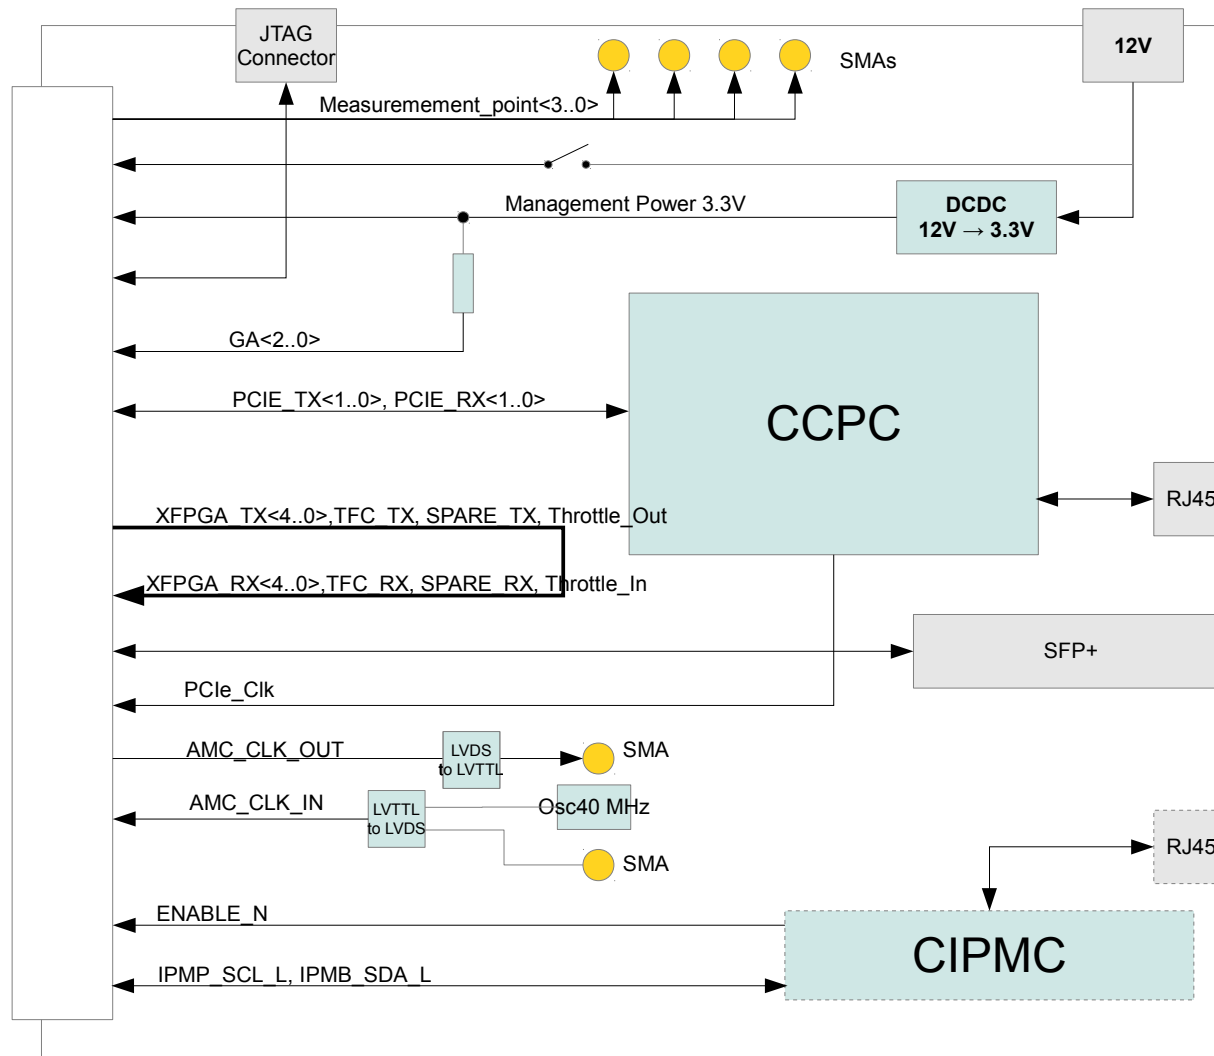 JTAG
Connector
SMAs
12V
Measuremement_point<3..0>
Management Power 3.3V
DCDC
12V → 3.3V
GA<2..0>
PCIE_TX<1..0>, PCIE_RX<1..0>
CCPC
RJ45
XFPGA_TX<4..0>,TFC_TX, SPARE_TX, Throttle_Out
XFPGA_RX<4..0>,TFC_RX, SPARE_RX, Throttle_In
SFP+
PCIe_Clk
AMC_CLK_OUT
LVDS
to LVTTL
SMA
AMC_CLK_IN
LVTTL
to LVDS
Osc40 MHz
SMA
RJ45
ENABLE_N
CIPMC
IPMP_SCL_L, IPMB_SDA_L